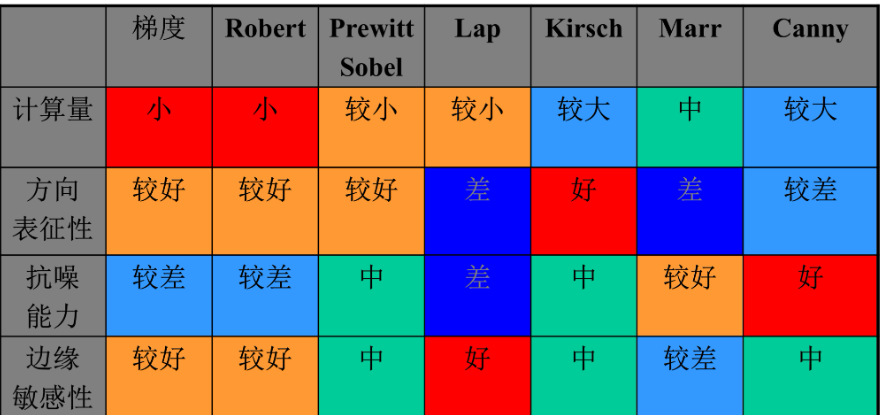 梯度 Robert Prewitt Lap Kirsch Marr Canny
Sobel
计算量 小 小 较小 较小 较大 中 较大
方向 较好 较好 较好 差 好 差 较差
表征性
抗噪 较差 较差 中 差 中 较好 好
能力
边缘 较好 较好 中 好 中 较差 中
敏感性